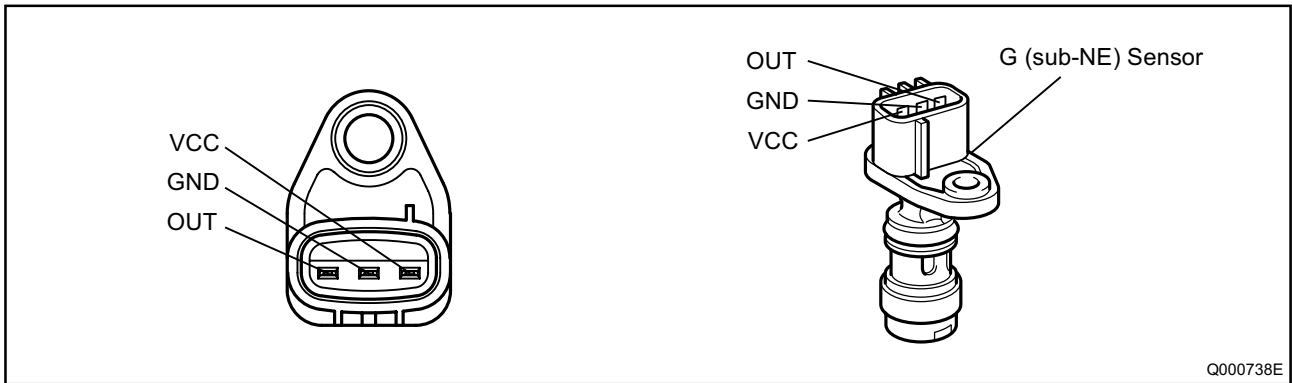 VCC
GND
OUT
OUT
GND
VCC
G (sub-NE) Sensor
Q000738E